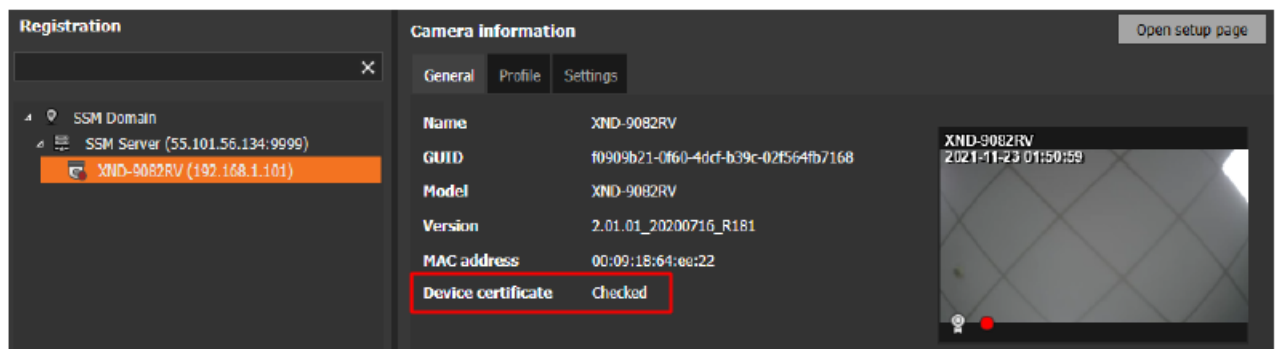 Registration
SSM Domain
SSM Server (55.101.56.134:9999)
XND-9082RV (192.168.1.101)
Camera information
Open setup page
General Profile Settings
Name XND-9082RV
GUID f0909b21-0f60-4dcf-b39c-02f564fb7168
Model XND-9082RV
Version 2.01.01_20200716_R181
MAC address 00:09:18:64:ee:22
Device certificate Checked
XND-9082RV
2021-11-23 01:50:59